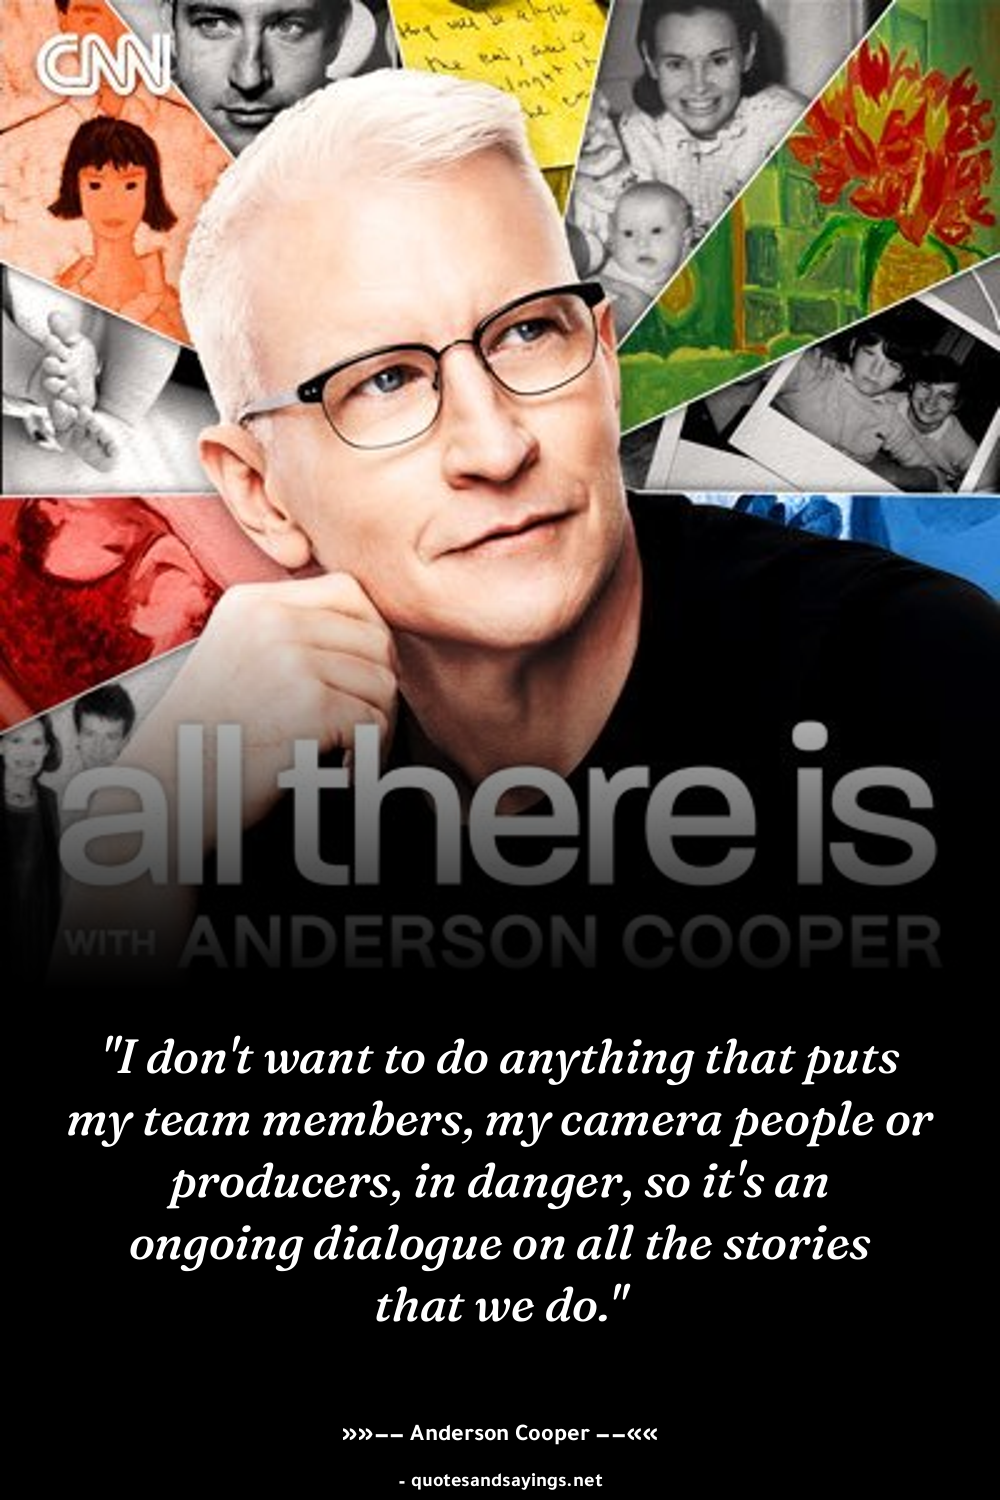 CNN
all there is
WITH ANDERSON COOPER
"I don't want to do anything that puts
my team members, my camera people or
producers, in danger, so it's an
ongoing dialogue on all the stories
that we do."
»»–– Anderson Cooper ––««
- quotesandsayings.net